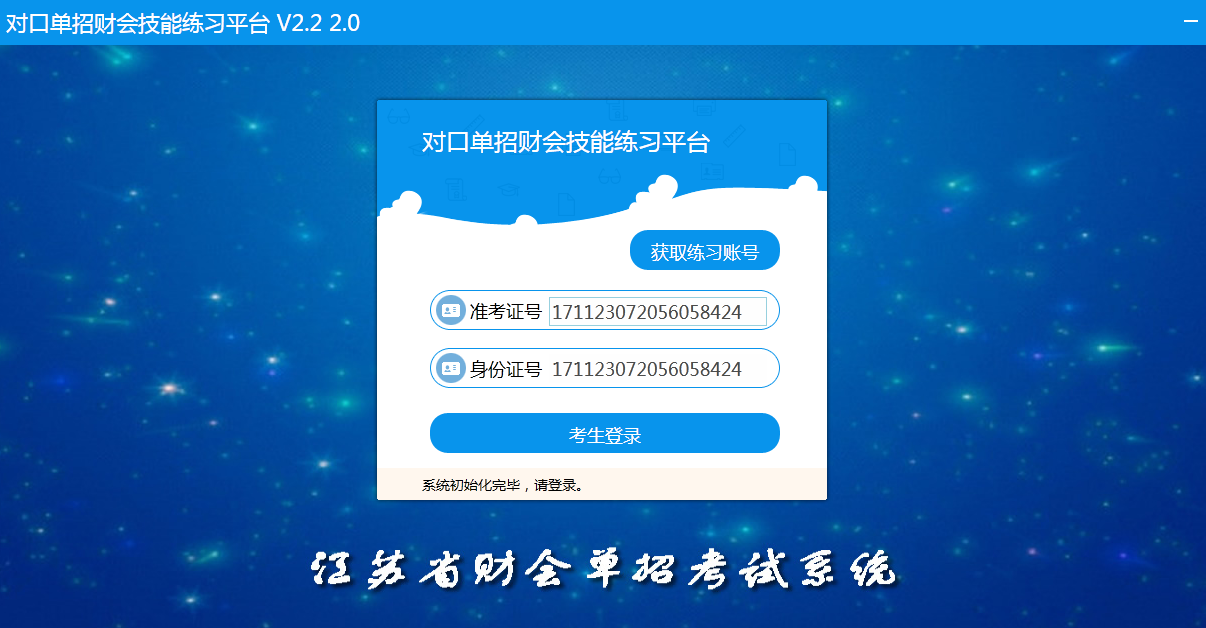 对口单招财会技能练习平台 V2.2 2.0
对口单招财会技能练习平台
获取练习账号
准考证号 171123072056058424
身份证号 171123072056058424
考生登录
系统初始化完毕，请登录。
江苏省财会单招考试系统